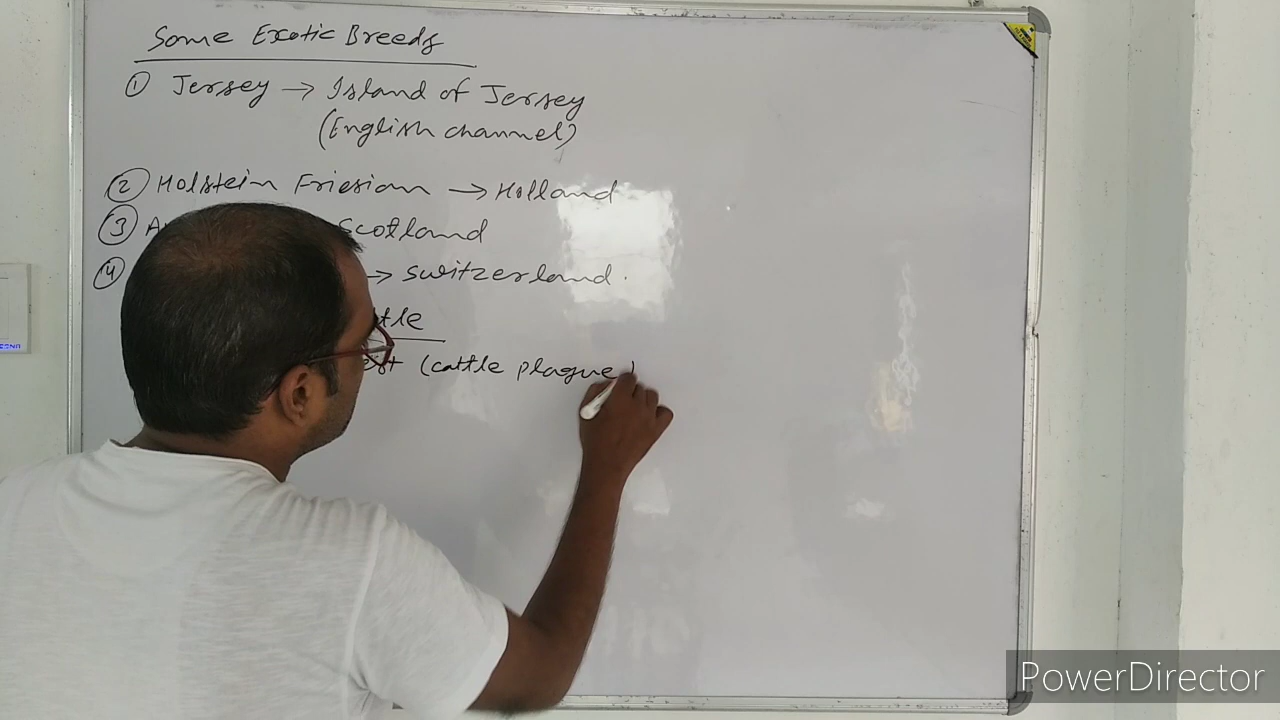 Some Exotic Breeds
① Jersey → Island of Jersey
(English channel)
② Holstein Friesian → Holland
③ Scotland
④ → Switzerland.
(cattle plague)
PowerDirector